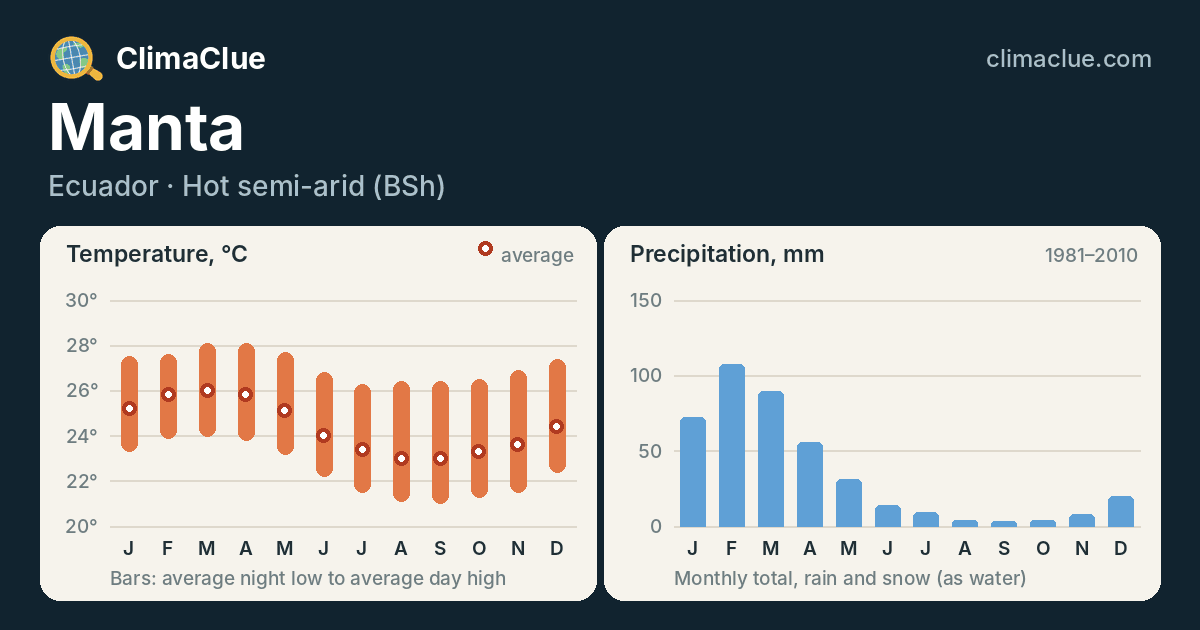 ClimaClue
climaclue.com
Manta
Ecuador · Hot semi-arid (BSh)
Temperature, °C
average
30°
28°
26°
24°
22°
20°
J F M A M J J A S O N D
Bars: average night low to average day high
Precipitation, mm
1981–2010
150
100
50
0
J F M A M J J A S O N D
Monthly total, rain and snow (as water)